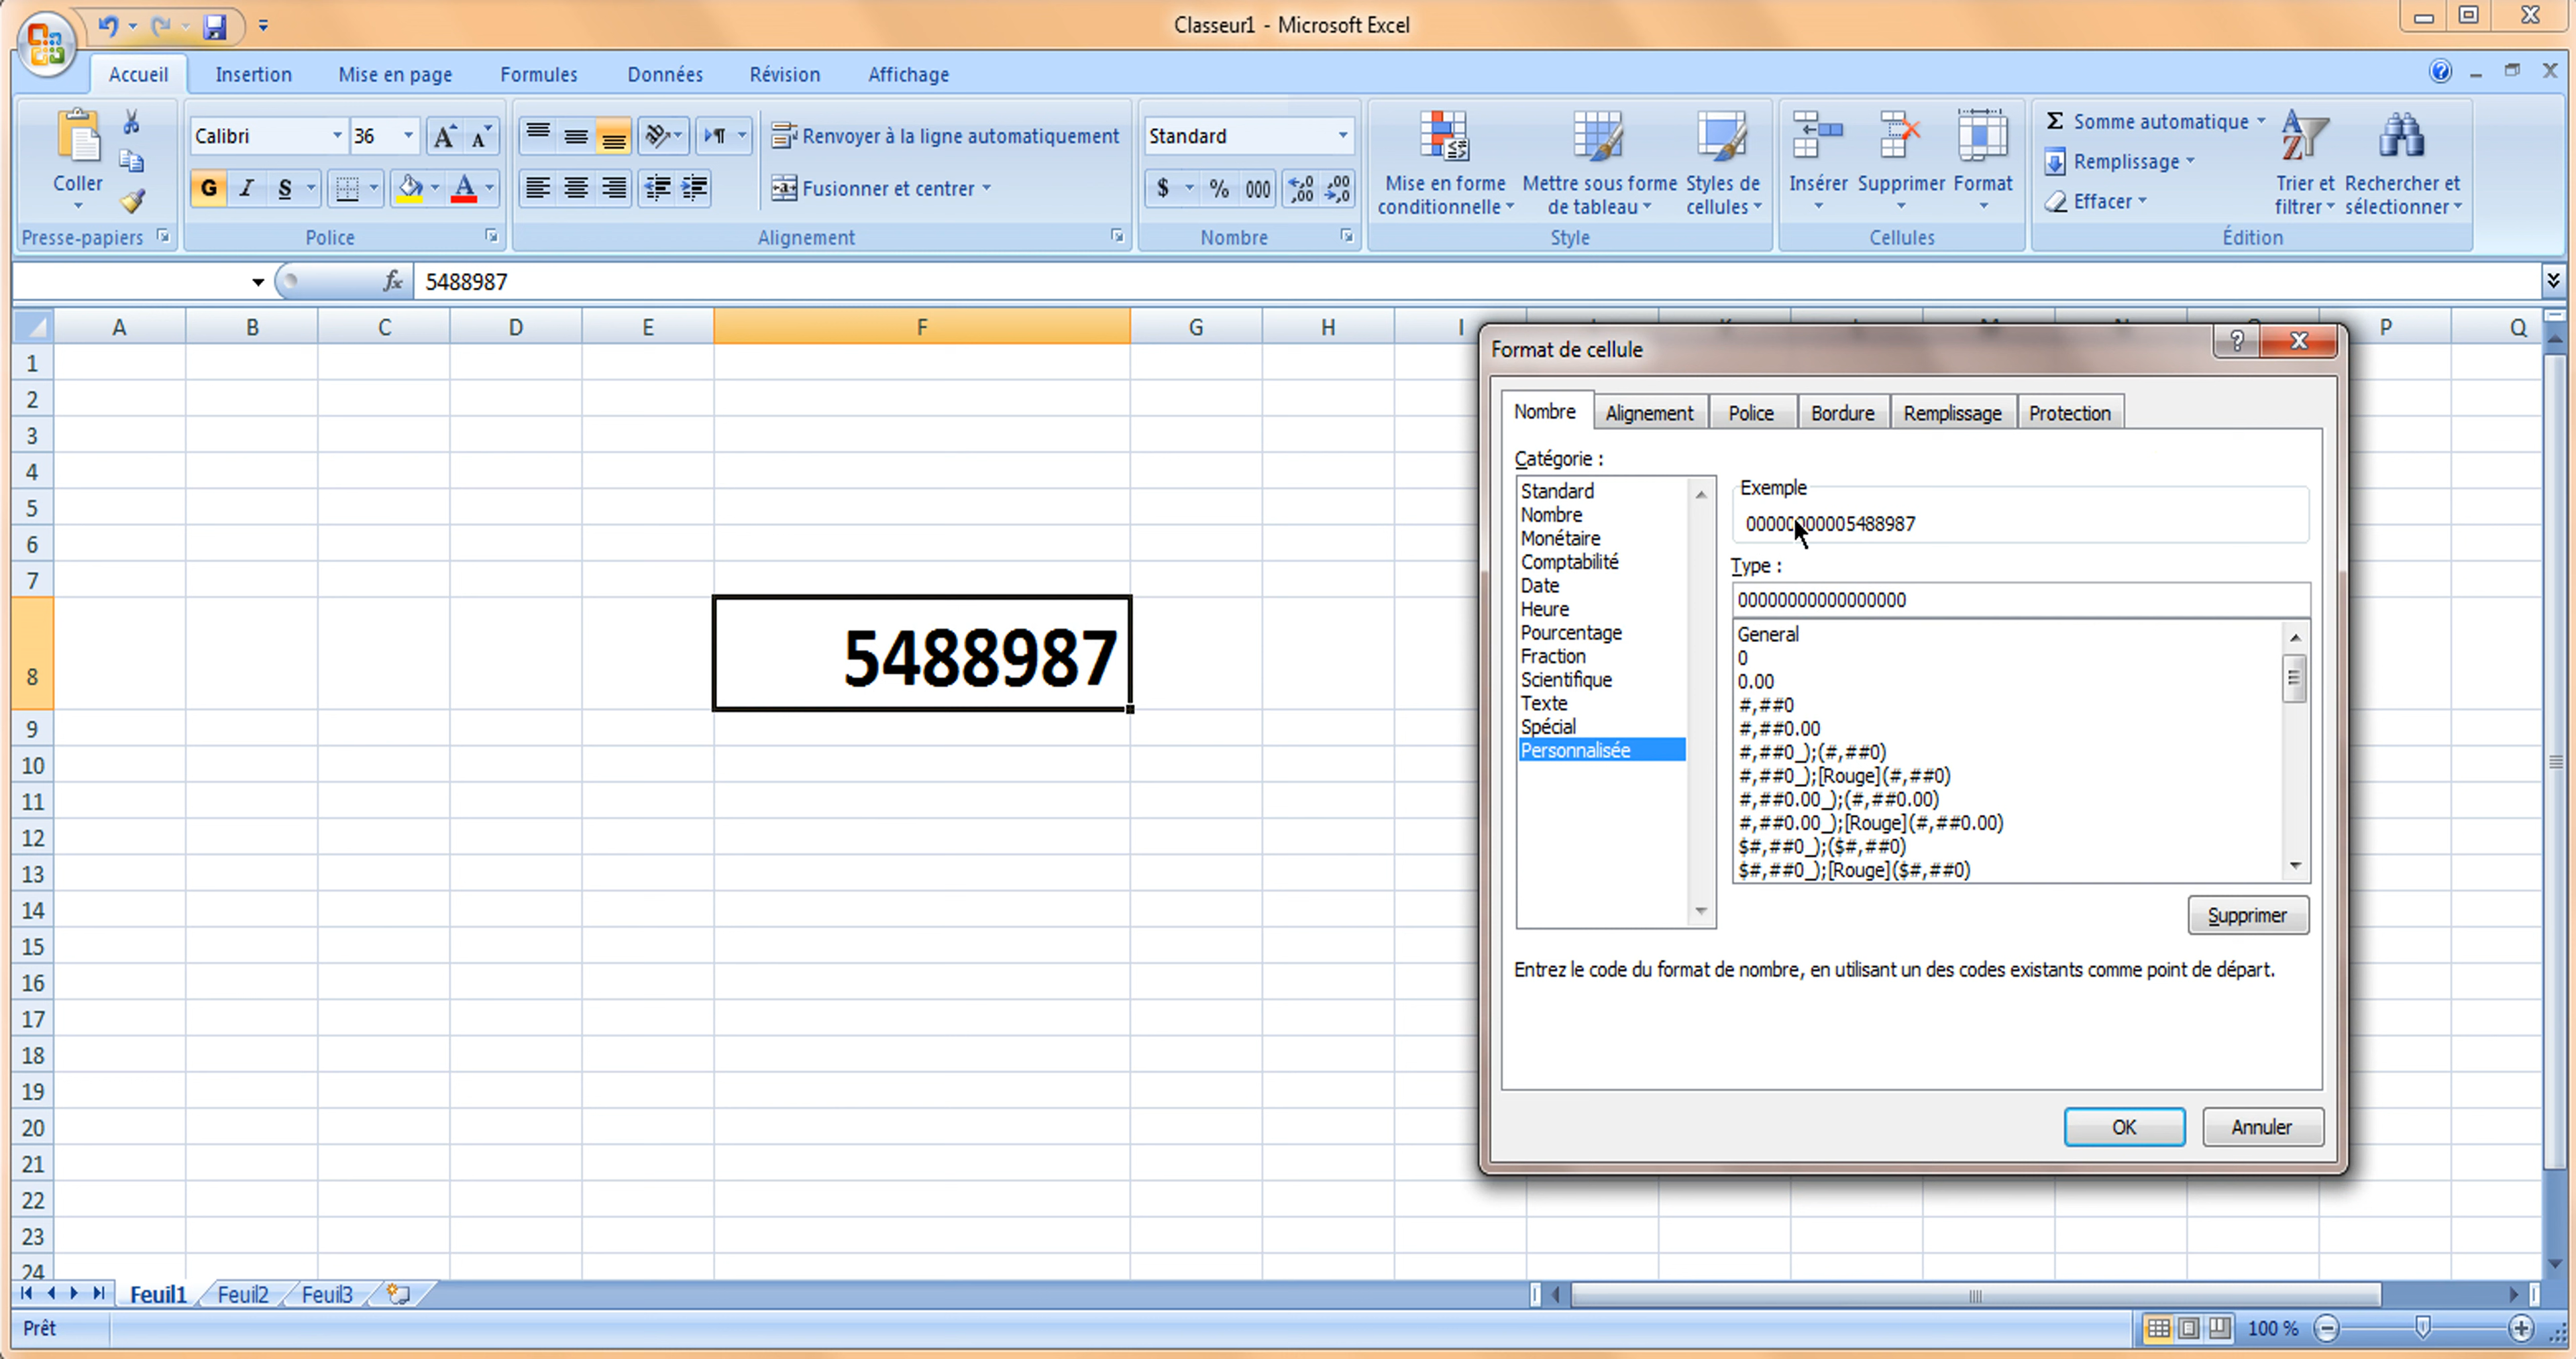 Classeur1 - Microsoft Excel
Accueil Insertion Mise en page Formules Données Révision Affichage
Calibri 36 Renvoyer à la ligne automatiquement Standard
Somme automatique
Remplissage
Effacer
Coller
G I S
Fusionner et centrer
$ % 000 ,00 ,00
Mise en forme conditionnelle
Mettre sous forme de tableau
Styles de cellules
Insérer Supprimer Format
Trier et filtrer
Rechercher et sélectionner
Presse-papiers Police Alignement Nombre Style Cellules Édition
fx 5488987
A B C D E F G H I P Q
1
2
3
4
5
6
7
8 5488987
9
10
11
12
13
14
15
16
17
18
19
20
21
22
23
24
Format de cellule
Nombre Alignement Police Bordure Remplissage Protection
Catégorie :
Standard
Nombre
Monétaire
Comptabilité
Date
Heure
Pourcentage
Fraction
Scientifique
Texte
Spécial
Personnalisée
Exemple
Type :
General
0
0.00
#,##0
#,##0.00
#,##0_);(#,##0)
#,##0_);[Rouge](#,##0)
#,##0.00_);(#,##0.00)
#,##0.00_);[Rouge](#,##0.00)
$#,##0_);($#,##0)
$#,##0_);[Rouge]($#,##0)
Supprimer
Entrez le code du format de nombre, en utilisant un des codes existants comme point de départ.
OK Annuler
Feuil1 Feuil2 Feuil3
Prêt 100 %